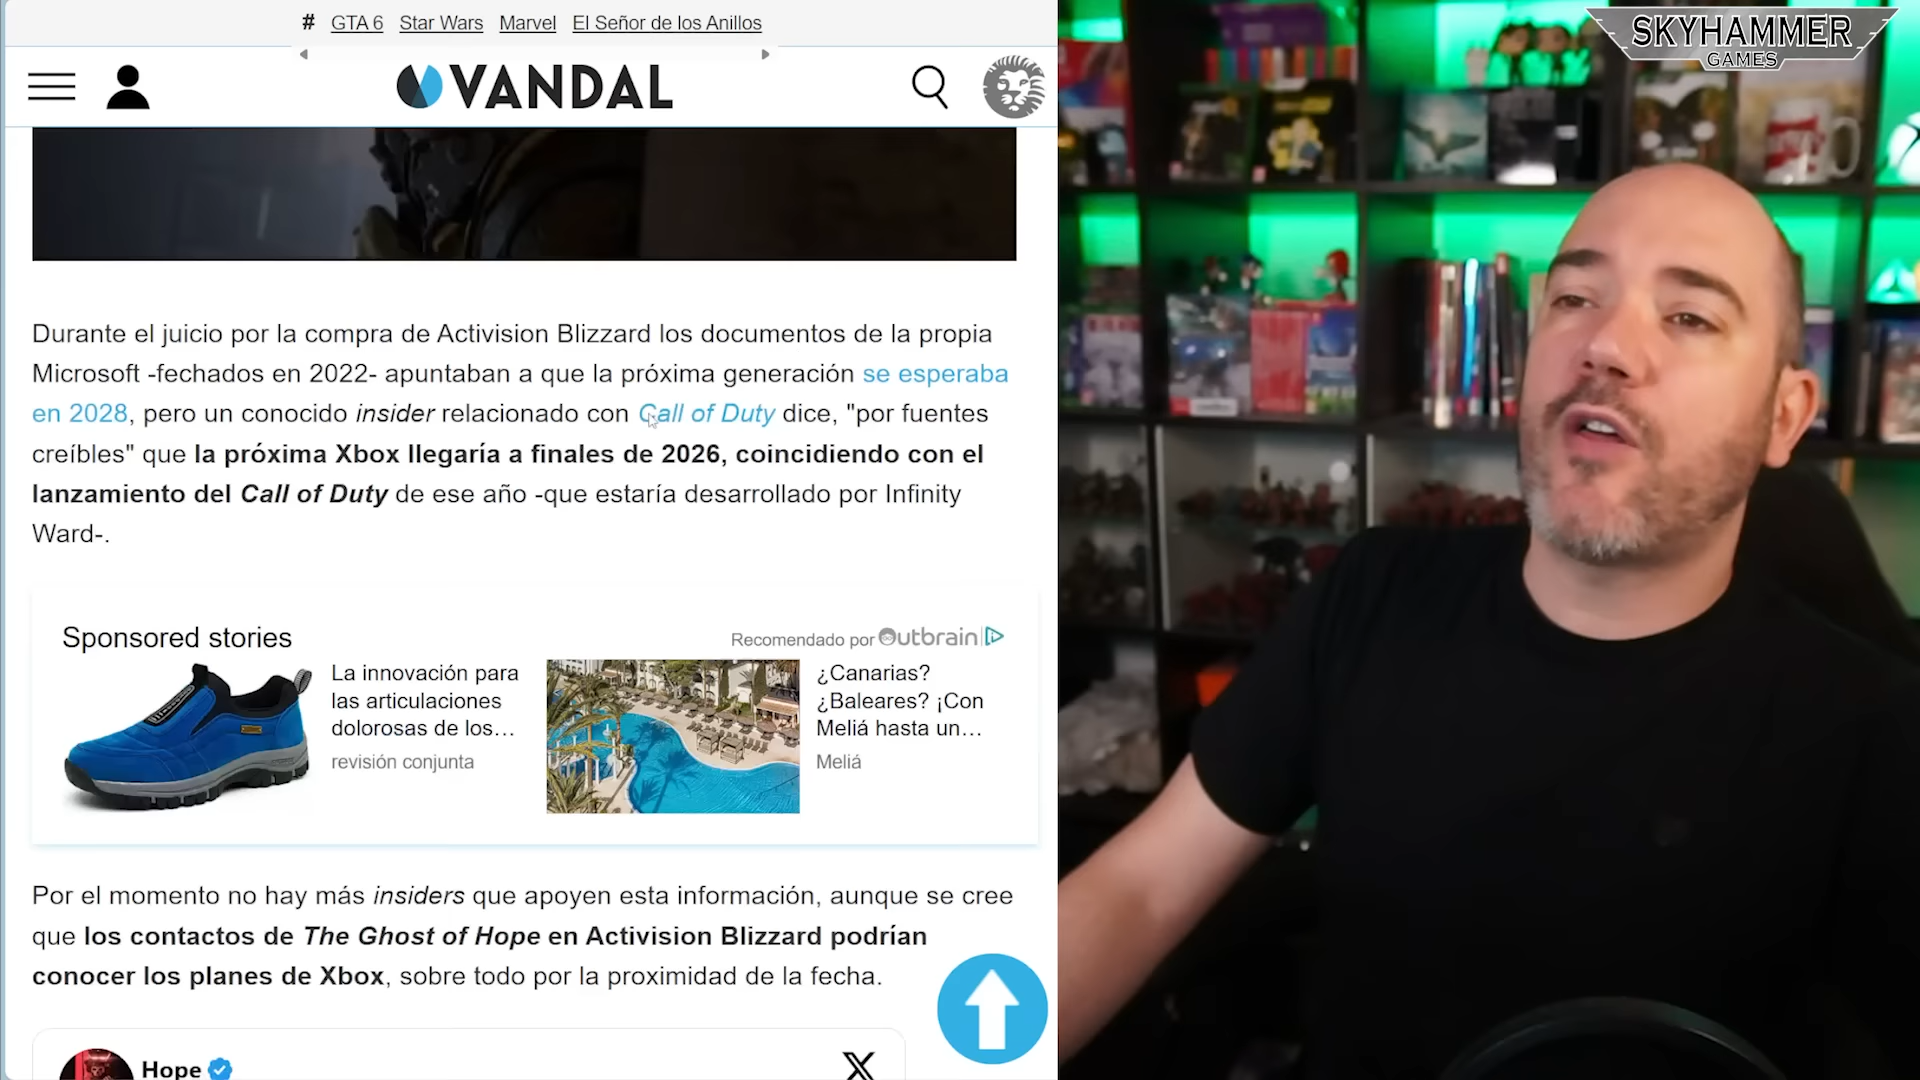 # GTA 6 Star Wars Marvel El Señor de los Anillos
VANDAL
SKYHAMMER
GAMES
Durante el juicio por la compra de Activision Blizzard los documentos de la propia
Microsoft -fechados en 2022- apuntaban a que la próxima generación se esperaba
en 2028, pero un conocido insider relacionado con Call of Duty dice, "por fuentes
creíbles" que la próxima Xbox llegaría a finales de 2026, coincidiendo con el
lanzamiento del Call of Duty de ese año -que estaría desarrollado por Infinity
Ward-.
Sponsored stories
Recomendado por Outbrain
La innovación para
las articulaciones
dolorosas de los...
revisión conjunta
¿Canarias?
¿Baleares? ¡Con
Meliá hasta un...
Meliá
Por el momento no hay más insiders que apoyen esta información, aunque se cree
que los contactos de The Ghost of Hope en Activision Blizzard podrían
conocer los planes de Xbox, sobre todo por la proximidad de la fecha.
Hope